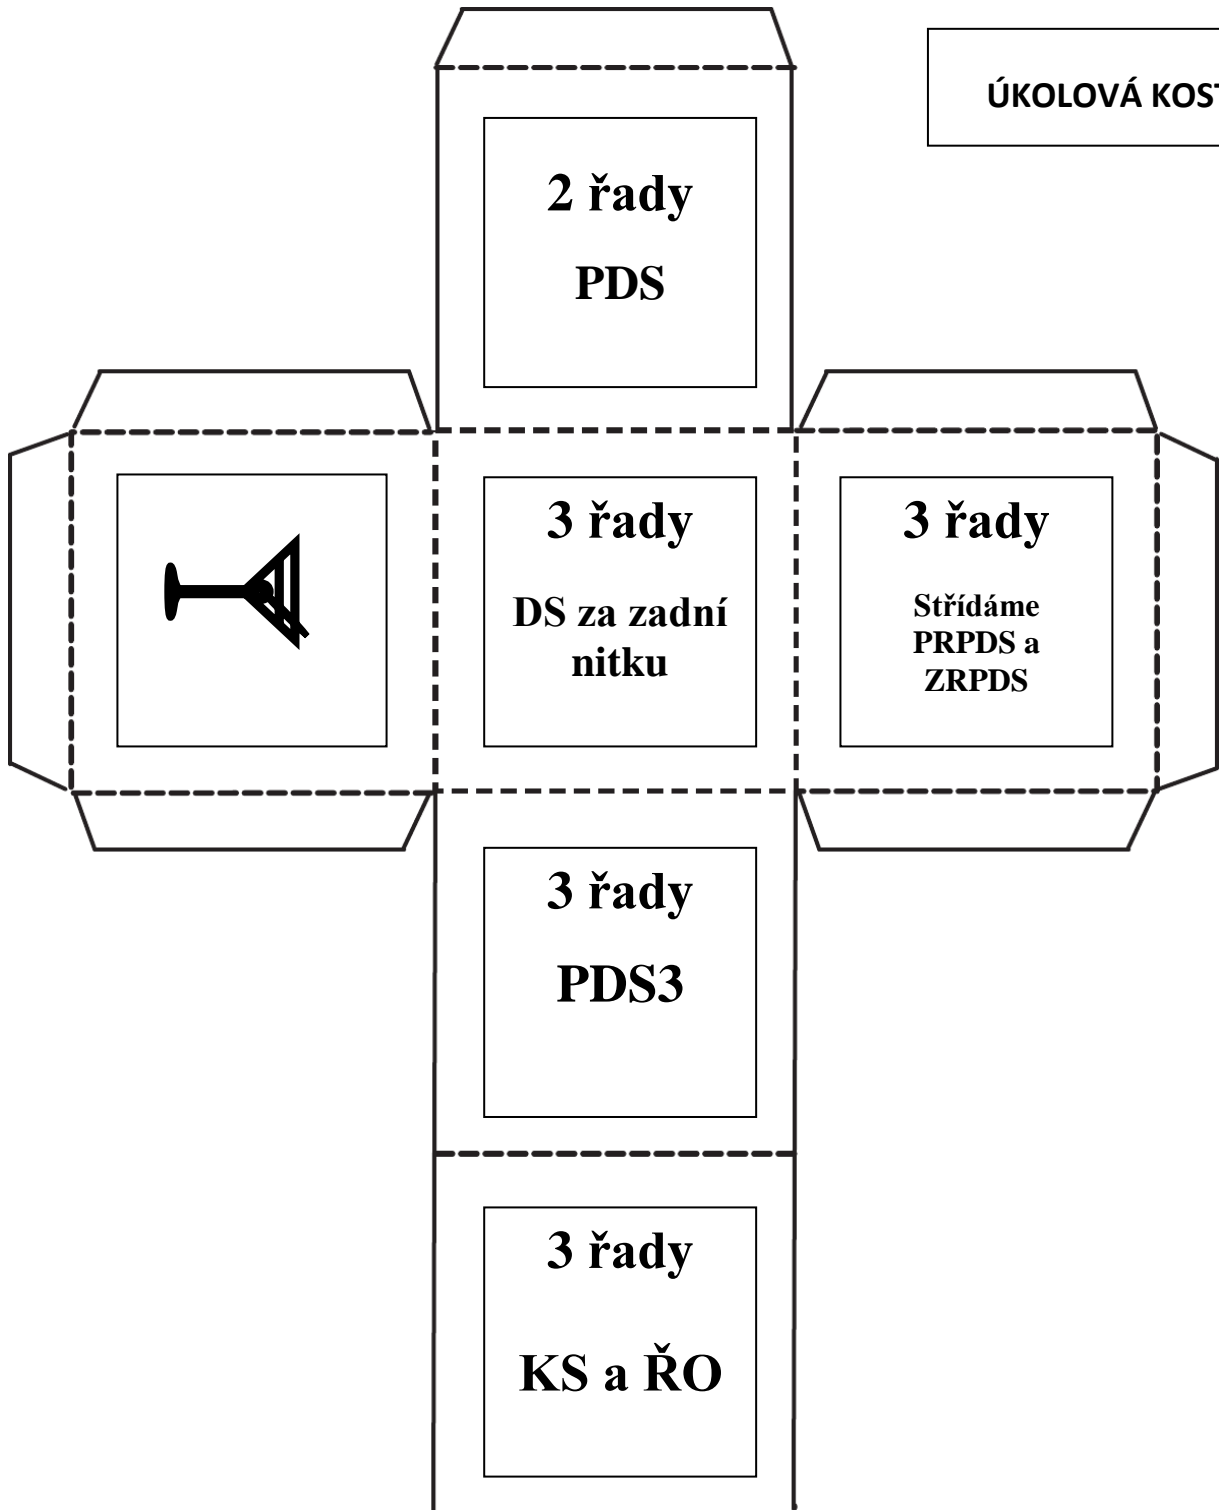 ÚKOLOVÁ KOST
2 řady
PDS
3 řady
DS za zadní
nitku
3 řady
Střídáme
PRPDS a
ZRPDS
3 řady
PDS3
3 řady
KS a ŘO